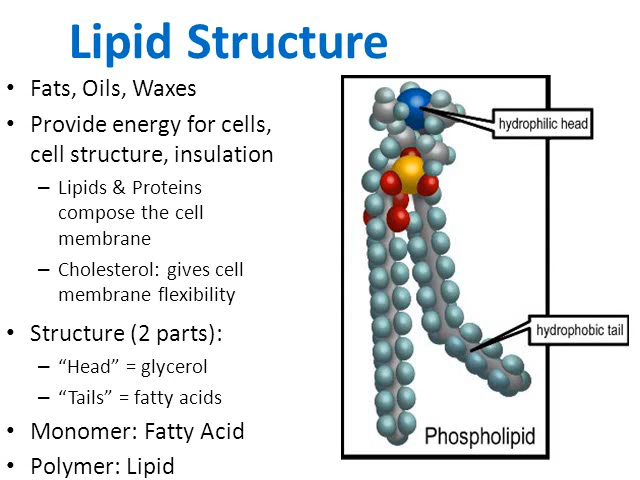 Lipid Structure
• Fats, Oils, Waxes
• Provide energy for cells,
cell structure, insulation
– Lipids & Proteins
compose the cell
membrane
– Cholesterol: gives cell
membrane flexibility
• Structure (2 parts):
– “Head” = glycerol
– “Tails” = fatty acids
• Monomer: Fatty Acid
• Polymer: Lipid
hydrophilic head
hydrophobic tail
Phospholipid